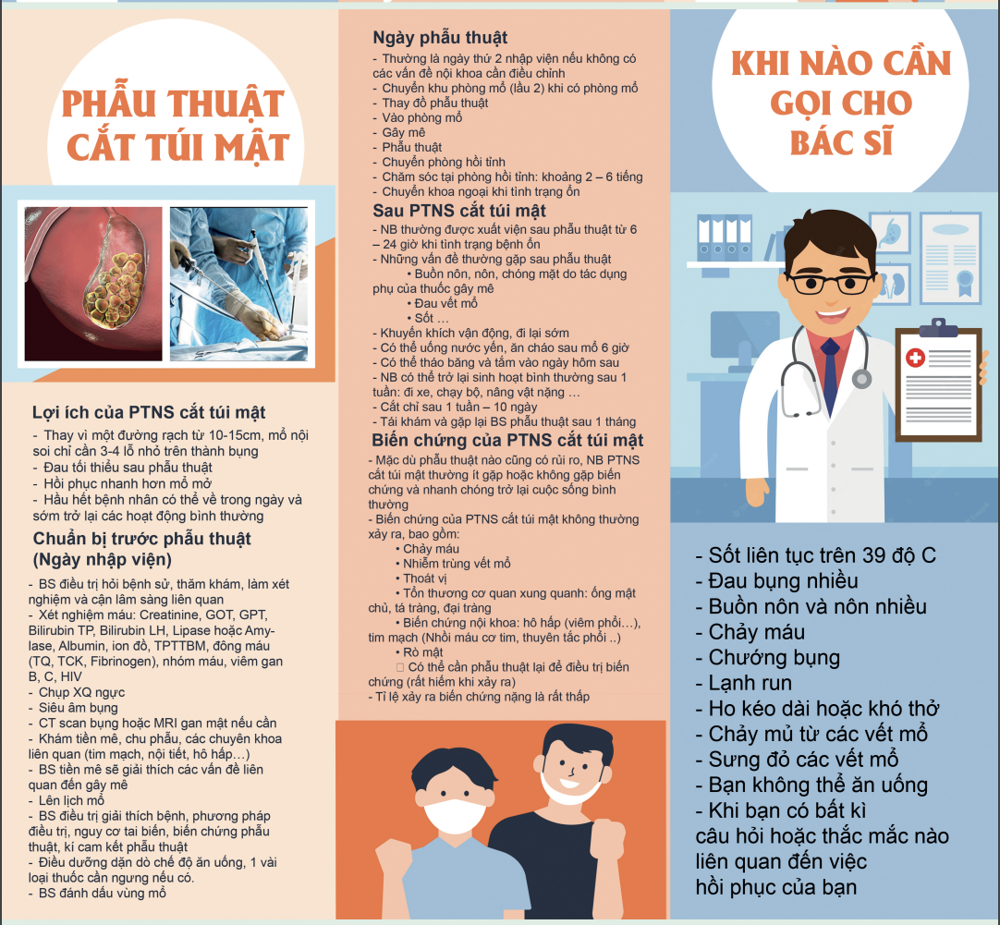 PHẪU THUẬT
CẮT TÚI MẬT
Lợi ích của PTNS cắt túi mật
- Thay vì một đường rạch từ 10-15cm, mổ nội
soi chỉ cần 3-4 lỗ nhỏ trên thành bụng
- Đau tối thiểu sau phẫu thuật
- Hồi phục nhanh hơn mổ mở
- Hầu hết bệnh nhân có thể về trong ngày và
sớm trở lại các hoạt động bình thường
Chuẩn bị trước phẫu thuật
(Ngày nhập viện)
- BS điều trị hỏi bệnh sử, thăm khám, làm xét
nghiệm và cận lâm sàng liên quan
- Xét nghiệm máu: Creatinine, GOT, GPT,
Bilirubin TP, Bilirubin LH, Lipase hoặc Amy-
lase, Albumin, ion đồ, TPTTBM, đông máu
(TQ, TCK, Fibrinogen), nhóm máu, viêm gan
B, C, HIV
- Chụp XQ ngực
- Siêu âm bụng
- CT scan bụng hoặc MRI gan mật nếu cần
- Khám tiền mê, chu phẫu, các chuyên khoa
liên quan (tim mạch, nội tiết, hô hấp…)
- BS tiền mê sẽ giải thích các vấn đề liên
quan đến gây mê
- Lên lịch mổ
- BS điều trị giải thích bệnh, phương pháp
điều trị, nguy cơ tai biến, biến chứng phẫu
thuật, kí cam kết phẫu thuật
- Điều dưỡng dặn dò chế độ ăn uống, 1 vài
loại thuốc cần ngưng nếu có.
- BS đánh dấu vùng mổ
Ngày phẫu thuật
- Thường là ngày thứ 2 nhập viện nếu không có
các vấn đề nội khoa cần điều chỉnh
- Chuyển khu phòng mổ (lầu 2) khi có phòng mổ
- Thay đồ phẫu thuật
- Vào phòng mổ
- Gây mê
- Phẫu thuật
- Chuyển phòng hồi tỉnh
- Chăm sóc tại phòng hồi tỉnh: khoảng 2 – 6 tiếng
- Chuyển khoa ngoại khi tình trạng ổn
Sau PTNS cắt túi mật
- NB thường được xuất viện sau phẫu thuật từ 6
– 24 giờ khi tình trạng bệnh ổn
- Những vấn đề thường gặp sau phẫu thuật
• Buồn nôn, nôn, chóng mặt do tác dụng
phụ của thuốc gây mê
• Đau vết mổ
• Sốt …
- Khuyến khích vận động, đi lại sớm
- Có thể uống nước yến, ăn cháo sau mổ 6 giờ
- Có thể tháo băng và tắm vào ngày hôm sau
- NB có thể trở lại sinh hoạt bình thường sau 1
tuần: đi xe, chạy bộ, nâng vật nặng …
- Cắt chỉ sau 1 tuần – 10 ngày
- Tái khám và gặp lại BS phẫu thuật sau 1 tháng
Biến chứng của PTNS cắt túi mật
- Mặc dù phẫu thuật nào cũng có rủi ro, NB PTNS
cắt túi mật thường ít gặp hoặc không gặp biến
chứng và nhanh chóng trở lại cuộc sống bình
thường
- Biến chứng của PTNS cắt túi mật không thường
xảy ra, bao gồm:
• Chảy máu
• Nhiễm trùng vết mổ
• Thoát vị
• Tổn thương cơ quan xung quanh: ống mật
chủ, tá tràng, đại tràng
• Biến chứng nội khoa: hô hấp (viêm phổi…),
tim mạch (Nhồi máu cơ tim, thuyên tắc phổi ..)
• Rò mật
Có thể cần phẫu thuật lại để điều trị biến
chứng (rất hiếm khi xảy ra)
- Tỉ lệ xảy ra biến chứng nặng là rất thấp
KHI NÀO CẦN
GỌI CHO
BÁC SĨ
- Sốt liên tục trên 39 độ C
- Đau bụng nhiều
- Buồn nôn và nôn nhiều
- Chảy máu
- Chướng bụng
- Lạnh run
- Ho kéo dài hoặc khó thở
- Chảy mủ từ các vết mổ
- Sưng đỏ các vết mổ
- Bạn không thể ăn uống
- Khi bạn có bất kì
câu hỏi hoặc thắc mắc nào
liên quan đến việc
hồi phục của bạn